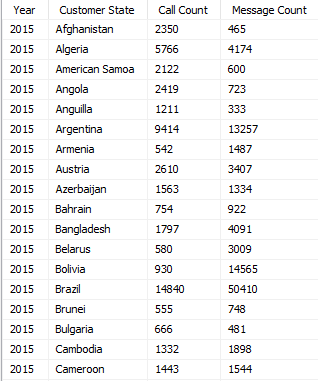 Year Customer State Call Count Message Count
2015 Afghanistan 2350 465
2015 Algeria 5766 4174
2015 American Samoa 2122 600
2015 Angola 2419 723
2015 Anguilla 1211 333
2015 Argentina 9414 13257
2015 Armenia 542 1487
2015 Austria 2610 3407
2015 Azerbaijan 1563 1334
2015 Bahrain 754 922
2015 Bangladesh 1797 4091
2015 Belarus 580 3009
2015 Bolivia 930 14565
2015 Brazil 14840 50410
2015 Brunei 555 748
2015 Bulgaria 666 481
2015 Cambodia 1332 1898
2015 Cameroon 1443 1544